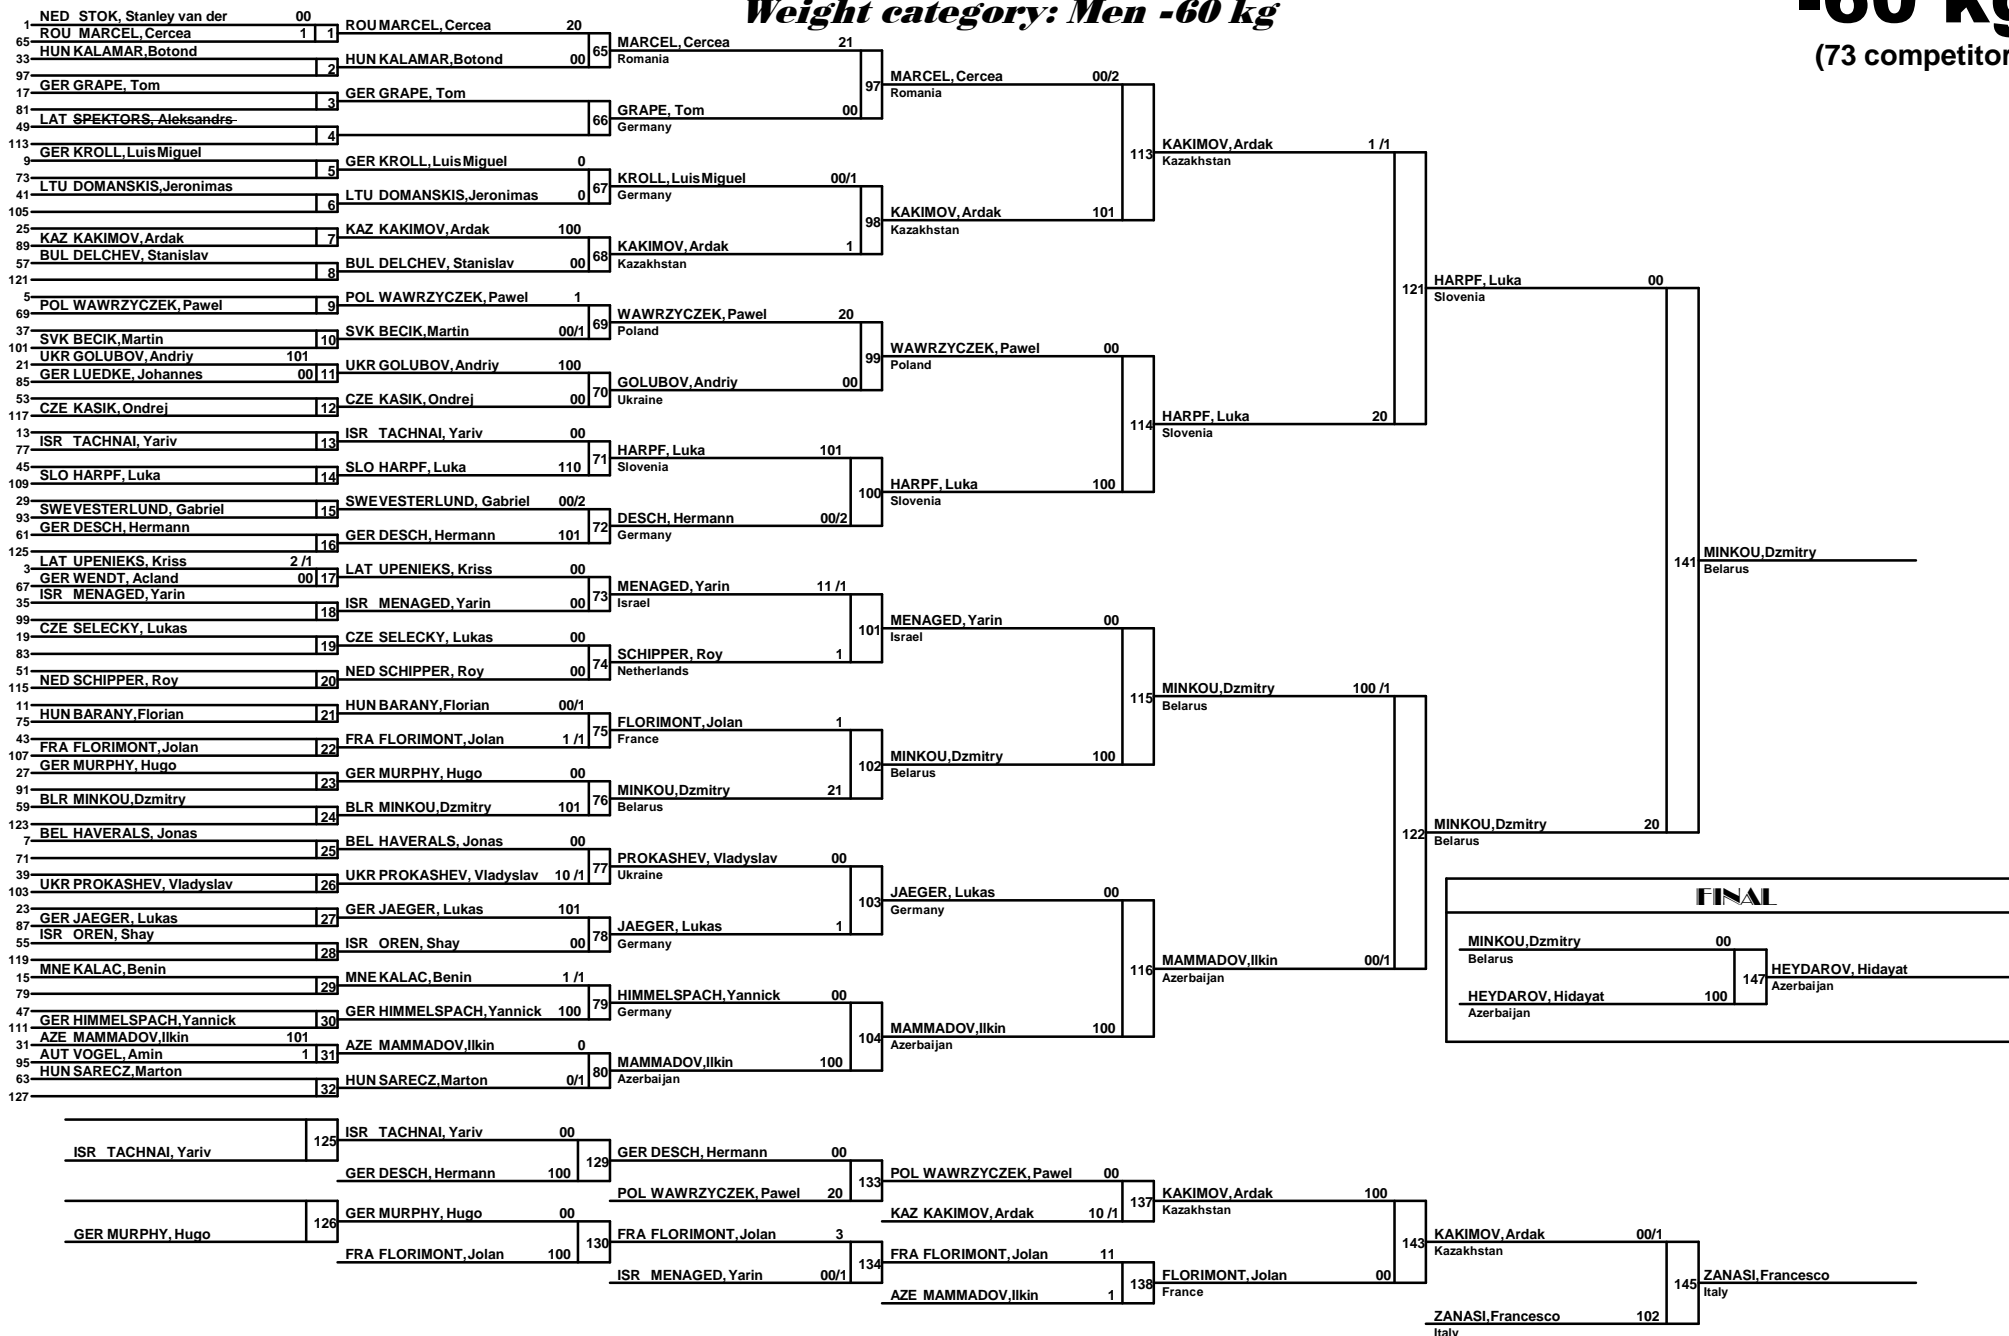 Weight category: Men -60 kg
-60 kg
(73 competitor
1 NED STOK, Stanley van der 00
65 ROU MARCEL, Cercea 1 1
33 HUN KALAMAR, Botond
97 2
17 GER GRAPE, Tom
81 3
49 LAT SPEKTORS, Aleksandrs
113 4
9 GER KROLL, Luis Miguel
73 5
41 LTU DOMANSKIS, Jeronimas
105 6
25
89 KAZ KAKIMOV, Ardak 7
57 BUL DELCHEV, Stanislav
121 8
5
69 POL WAWRZYCZEK, Pawel 9
37
101 SVK BECIK, Martin 10
21 UKR GOLUBOV, Andriy 101
85 GER LUEDKE, Johannes 00 11
53
117 CZE KASIK, Ondrej 12
13
77 ISR TACHNAI, Yariv 13
45
109 SLO HARPF, Luka 14
29
93 SWE VESTERLUND, Gabriel 15
61 GER DESCH, Hermann
125 16
3 LAT UPENIEKS, Kriss 2 /1
67 GER WENDT, Acland 00 17
35 ISR MENAGED, Yarin
99 18
19 CZE SELECKY, Lukas
83 19
51
115 NED SCHIPPER, Roy 20
11
75 HUN BARANY, Florian 21
43
107 FRA FLORIMONT, Jolan 22
27 GER MURPHY, Hugo
91 23
59 BLR MINKOU, Dzmitry
123 24
7 BEL HAVERALS, Jonas
71 25
39
103 UKR PROKASHEV, Vladyslav 26
23
87 GER JAEGER, Lukas 27
55 ISR OREN, Shay
119 28
15 MNE KALAC, Benin
79 29
47
111 GER HIMMELSPACH, Yannick 30
31 AZE MAMMADOV, Ilkin 101
95 AUT VOGEL, Amin 1 31
63 HUN SARECZ, Marton
127 32
ROU MARCEL, Cercea 20
HUN KALAMAR, Botond 00 65
GER GRAPE, Tom
66
GER KROLL, Luis Miguel 0
LTU DOMANSKIS, Jeronimas 0 67
KAZ KAKIMOV, Ardak 100
BUL DELCHEV, Stanislav 00 68
POL WAWRZYCZEK, Pawel 1
SVK BECIK, Martin 00/1 69
UKR GOLUBOV, Andriy 100
CZE KASIK, Ondrej 00 70
ISR TACHNAI, Yariv 00
SLO HARPF, Luka 110 71
SWE VESTERLUND, Gabriel 00/2
GER DESCH, Hermann 101 72
LAT UPENIEKS, Kriss 00
ISR MENAGED, Yarin 00 73
CZE SELECKY, Lukas 00
NED SCHIPPER, Roy 00 74
HUN BARANY, Florian 00/1
FRA FLORIMONT, Jolan 1 /1 75
GER MURPHY, Hugo 00
BLR MINKOU, Dzmitry 101 76
BEL HAVERALS, Jonas 00
UKR PROKASHEV, Vladyslav 10 /1 77
GER JAEGER, Lukas 101
ISR OREN, Shay 00 78
MNE KALAC, Benin 1 /1
GER HIMMELSPACH, Yannick 100 79
AZE MAMMADOV, Ilkin 0
HUN SARECZ, Marton 0/1 80
MARCEL, Cercea 21
Romania
97
GRAPE, Tom 00
Germany
KROLL, Luis Miguel 00/1
Germany
98
KAKIMOV, Ardak 1
Kazakhstan
WAWRZYCZEK, Pawel 20
Poland
99
GOLUBOV, Andriy 00
Ukraine
HARPF, Luka 101
Slovenia
100
DESCH, Hermann 00/2
Germany
MENAGED, Yarin 11 /1
Israel
101
SCHIPPER, Roy 1
Netherlands
FLORIMONT, Jolan 1
France
102
MINKOU, Dzmitry 21
Belarus
PROKASHEV, Vladyslav 00
Ukraine
103
JAEGER, Lukas 1
Germany
HIMMELSPACH, Yannick 00
Germany
104
MAMMADOV, Ilkin 100
Azerbaijan
MARCEL, Cercea 00/2
Romania
113
KAKIMOV, Ardak 101
Kazakhstan
WAWRZYCZEK, Pawel 00
Poland
114
HARPF, Luka 100
Slovenia
MENAGED, Yarin 00
Israel
115
MINKOU, Dzmitry 100
Belarus
JAEGER, Lukas 00
Germany
116
MAMMADOV, Ilkin 100
Azerbaijan
KAKIMOV, Ardak 1 /1
Kazakhstan
121
HARPF, Luka 20
Slovenia
MINKOU, Dzmitry 100 /1
Belarus
122
MAMMADOV, Ilkin 00/1
Azerbaijan
HARPF, Luka 00
Slovenia
141
MINKOU, Dzmitry 20
Belarus
MINKOU, Dzmitry
Belarus
FINAL
MINKOU, Dzmitry 00
Belarus
147 HEYDAROV, Hidayat
Azerbaijan
HEYDAROV, Hidayat 100
Azerbaijan
125
ISR TACHNAI, Yariv
126
GER MURPHY, Hugo
ISR TACHNAI, Yariv 00
129
GER DESCH, Hermann 100
GER MURPHY, Hugo 00
130
FRA FLORIMONT, Jolan 100
GER DESCH, Hermann 00
133
POL WAWRZYCZEK, Pawel 20
FRA FLORIMONT, Jolan 3
134
ISR MENAGED, Yarin 00/1
POL WAWRZYCZEK, Pawel 00
137
KAZ KAKIMOV, Ardak 10 /1
FRA FLORIMONT, Jolan 11
138
AZE MAMMADOV, Ilkin 1
KAKIMOV, Ardak 100
Kazakhstan
143
FLORIMONT, Jolan 00
France
KAKIMOV, Ardak 00/1
Kazakhstan
145
ZANASI, Francesco 102
Italy
ZANASI, Francesco
Italy